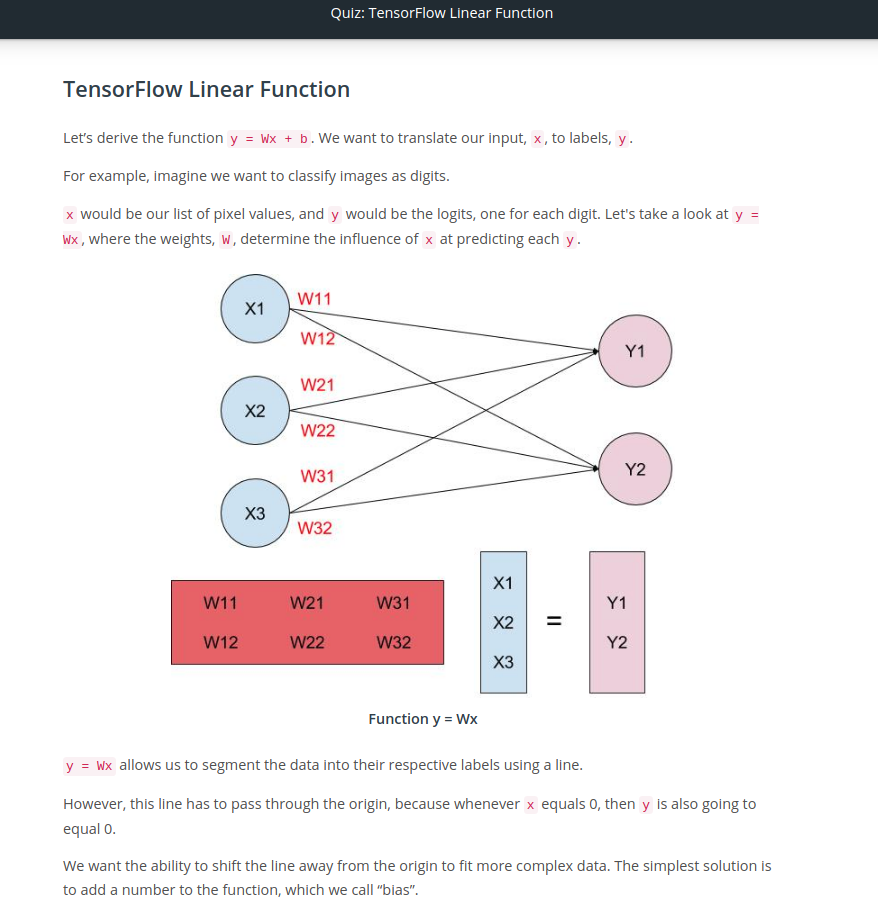 Quiz: TensorFlow Linear Function
TensorFlow Linear Function
Let's derive the function y = Wx + b. We want to translate our input, x, to labels, y.
For example, imagine we want to classify images as digits.
x would be our list of pixel values, and y would be the logits, one for each digit. Let's take a look at y =
Wx, where the weights, W, determine the influence of x at predicting each y.
X1
W11
W12
Y1
X2
W21
W22
Y2
X3
W31
W32
W11 W21 W31
W12 W22 W32
X1
X2
X3
=
Y1
Y2
Function y = Wx
y = Wx allows us to segment the data into their respective labels using a line.
However, this line has to pass through the origin, because whenever x equals 0, then y is also going to
equal 0.
We want the ability to shift the line away from the origin to fit more complex data. The simplest solution is
to add a number to the function, which we call “bias”.